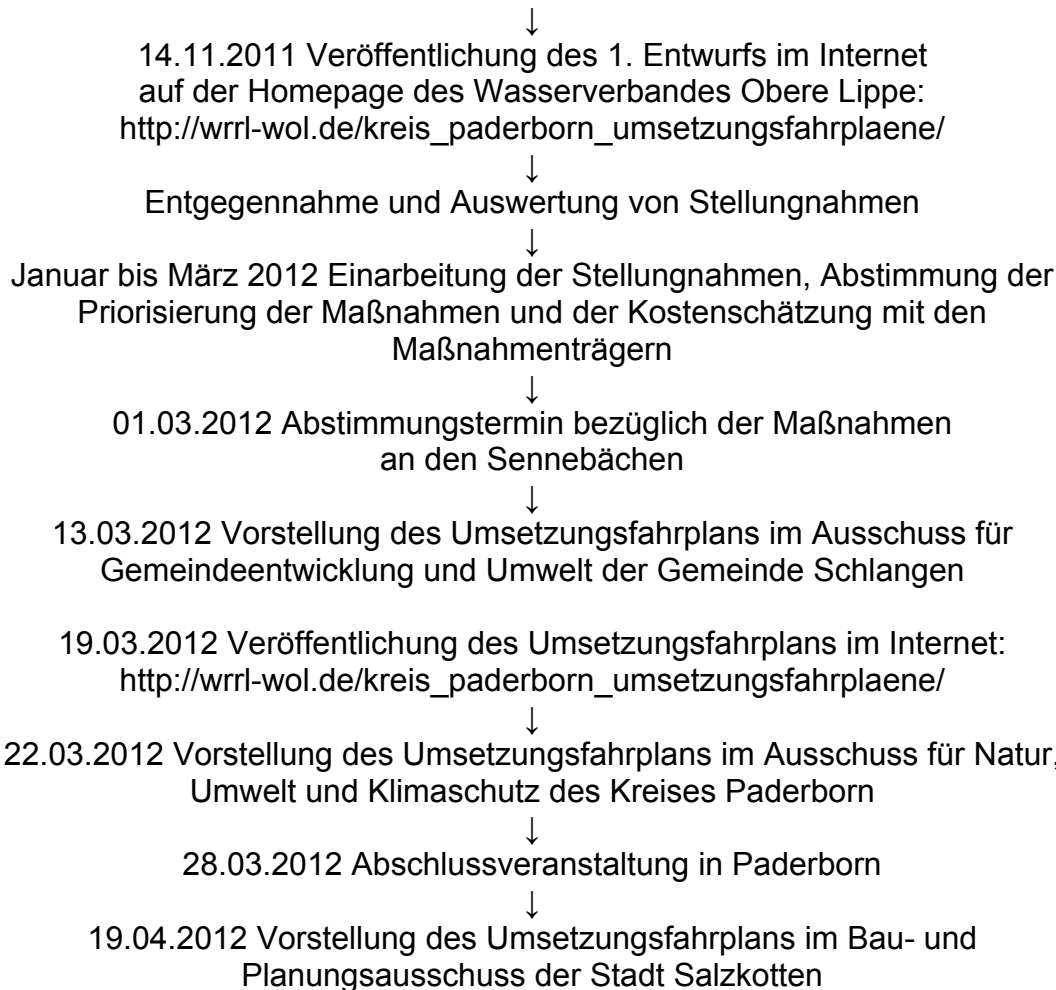 ↓
14.11.2011 Veröffentlichung des 1. Entwurfs im Internet
auf der Homepage des Wasserverbandes Obere Lippe:
http://wrrl-wol.de/kreis_paderborn_umsetzungsfahrplaene/
↓
Entgegennahme und Auswertung von Stellungnahmen
↓
Januar bis März 2012 Einarbeitung der Stellungnahmen, Abstimmung der
Priorisierung der Maßnahmen und der Kostenschätzung mit den
Maßnahmenträgern
↓
01.03.2012 Abstimmungstermin bezüglich der Maßnahmen
an den Sennebächen
↓
13.03.2012 Vorstellung des Umsetzungsfahrplans im Ausschuss für
Gemeindeentwicklung und Umwelt der Gemeinde Schlangen
19.03.2012 Veröffentlichung des Umsetzungsfahrplans im Internet:
http://wrrl-wol.de/kreis_paderborn_umsetzungsfahrplaene/
↓
22.03.2012 Vorstellung des Umsetzungsfahrplans im Ausschuss für Natur,
Umwelt und Klimaschutz des Kreises Paderborn
↓
28.03.2012 Abschlussveranstaltung in Paderborn
↓
19.04.2012 Vorstellung des Umsetzungsfahrplans im Bau- und
Planungsausschuss der Stadt Salzkotten